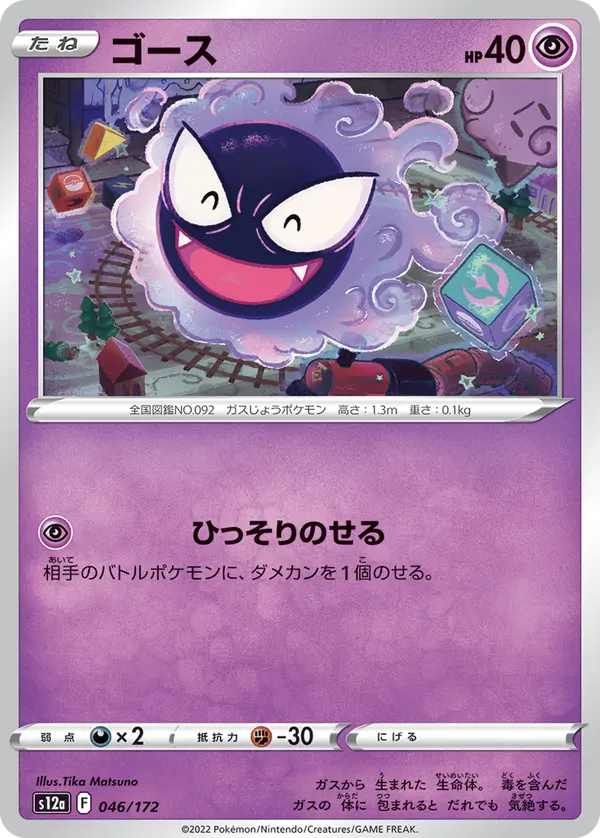 たね ゴース HP40
全国図鑑NO.092 ガスじょうポケモン 高さ:1.3m 重さ:0.1kg
ひっそりのせる
相手のバトルポケモンに、ダメカンを1個のせる。
弱点 ×2 抵抗力 -30 にげる
Illus.Tika Matsuno
s12a F 046/172
ガスから 生まれた 生命体。 毒を含んだ
ガスの 体に 包まれると だれでも 気絶する。
©2022 Pokémon/Nintendo/Creatures/GAME FREAK.